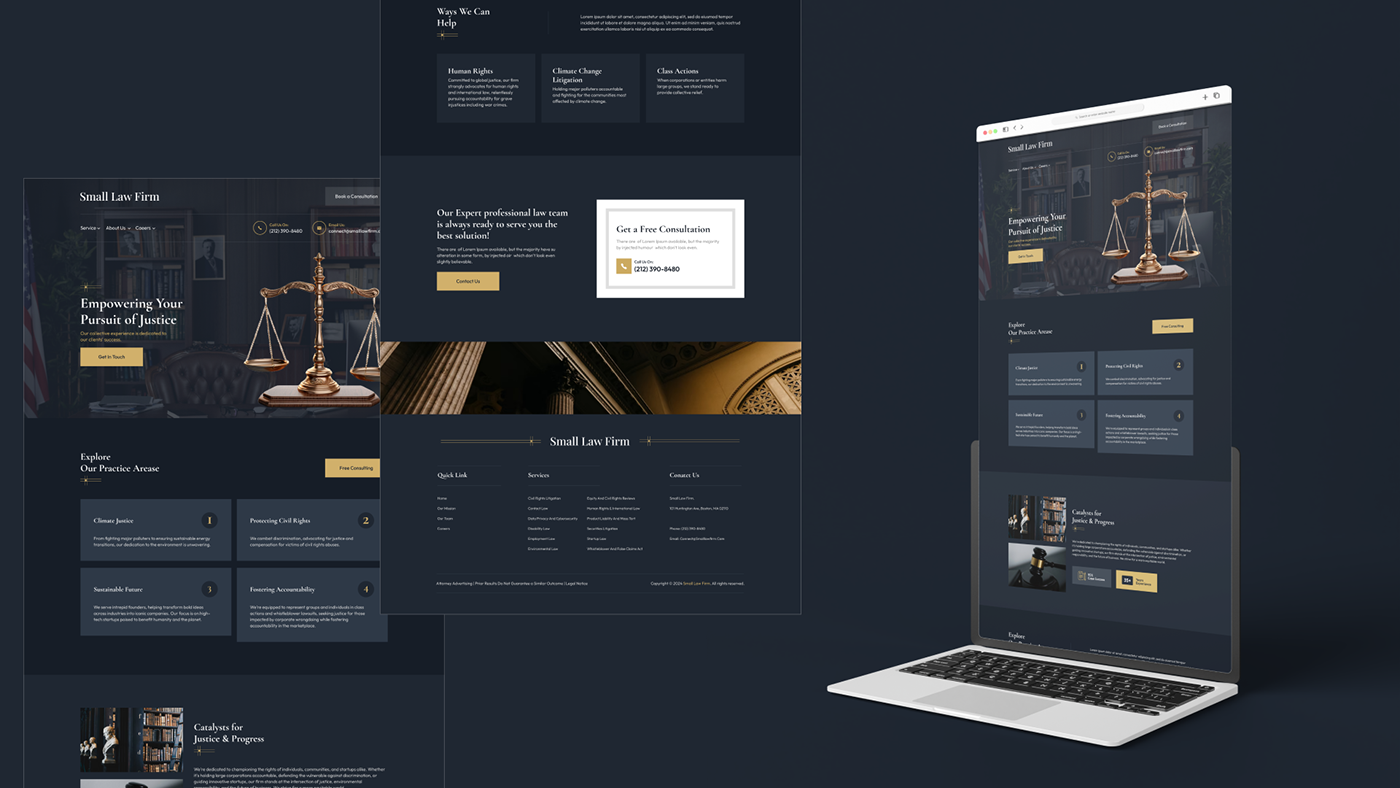 Small Law Firm
Book a Consultation
Service
About Us
Careers
Call Us On:
(212) 390-8480
Email Us:
Empowering Your
Pursuit of Justice
Our collective experience is dedicated to
our clients' success.
Get In Touch
Explore
Our Practice Arease
Free Consulting
Climate Justice
1
From fighting major polluters to ensuring sustainable energy
transitions, our dedication to the environment is unwavering.
Protecting Civil Rights
2
We combat discrimination, advocating for justice and
compensation for victims of civil rights abuses.
Sustainable Future
3
We serve intrepid founders, helping transform bold ideas
across industries into iconic companies. Our focus is on high-
tech startups poised to benefit humanity and the planet.
Fostering Accountability
4
We're equipped to represent groups and individuals in class
actions and whistleblower lawsuits, seeking justice for those
impacted by corporate wrongdoing while fostering
accountability in the marketplace.
Catalysts for
Justice & Progress
We're dedicated to championing the rights of individuals, communities, and startups alike. Whether
it's holding large corporations accountable, defending the vulnerable against discrimination, or
guiding innovative startups, our firm stands at the intersection of justice, environmental
Ways We Can
Help
Lorem ipsum dolor sit amet, consectetur adipiscing elit, sed do eiusmod tempor
incididunt ut labore et dolore magna aliqua. Ut enim ad minim veniam, quis nostrud
exercitation ullamco laboris nisi ut aliquip ex ea commodo consequat.
Human Rights
Committed to global justice, our firm
strongly advocates for human rights
and international law, relentlessly
pursuing accountability for grave
injustices including war crimes.
Climate Change
Litigation
Holding major polluters accountable
and fighting for the communities most
affected by climate change.
Class Actions
When corporations or entities harm
large groups, we stand ready to
provide collective relief.
Our Expert professional law team
is always ready to serve you the
best solution!
There are of Lorem Ipsum available, but the majority have su
alteration in some form, by injected air which don't look even
slightly believable.
Contact Us
Get a Free Consultation
There are of Lorem Ipsum available, but the majority
by injected humour which don't look even.
Call Us On:
(212) 390-8480
Small Law Firm
Quick Link
Home
Our Mission
Our Team
Careers
Services
Civil Rights Litigation
Contact Law
Data Privacy And Cybersecurity
Disability Law
Employment Law
Environmental Law
Equity And Civil Rights Reviews
Human Rights & International Law
Product Liability And Mass Tort
Securities Litigation
Startup Law
Whistleblower And False Claims Act
Conatct Us
Small Law Firm
Attorney Advertising | Prior Results Do Not Guarantee a Similar Outcome | Legal Notice
Copyright © 2024 Small Law Firm. All rights reserved.
Small Law Firm
Book a Consultation
Empowering Your
Pursuit of Justice
Get In Touch
Explore
Our Practice Arease
Free Consulting
Climate Justice
1
Protecting Civil Rights
2
Sustainable Future
3
Fostering Accountability
4
Catalysts for
Justice & Progress
35+
Explore